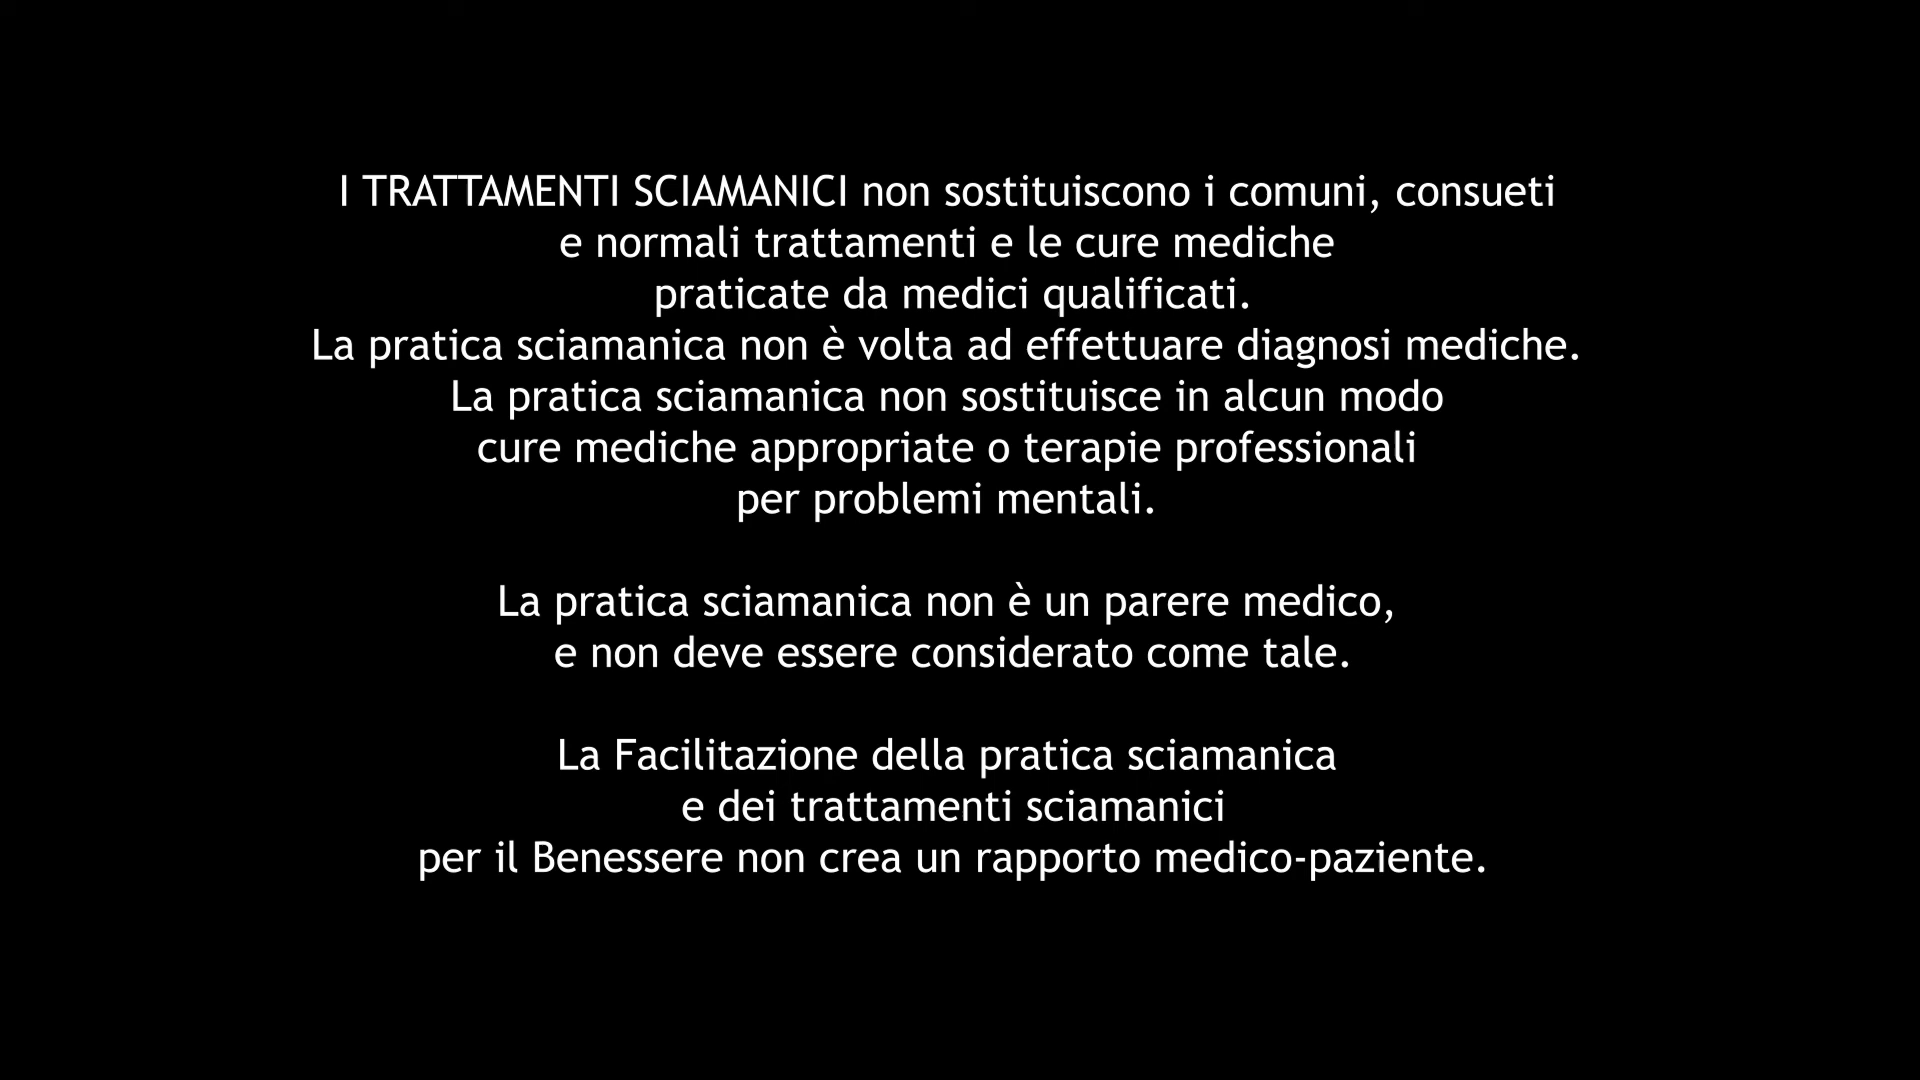 I TRATTAMENTI SCIAMANICI non sostituiscono i comuni, consueti
e normali trattamenti e le cure mediche
praticate da medici qualificati.
La pratica sciamanica non è volta ad effettuare diagnosi mediche.
La pratica sciamanica non sostituisce in alcun modo
cure mediche appropriate o terapie professionali
per problemi mentali.
La pratica sciamanica non è un parere medico,
e non deve essere considerato come tale.
La Facilitazione della pratica sciamanica
e dei trattamenti sciamanici
per il Benessere non crea un rapporto medico-paziente.